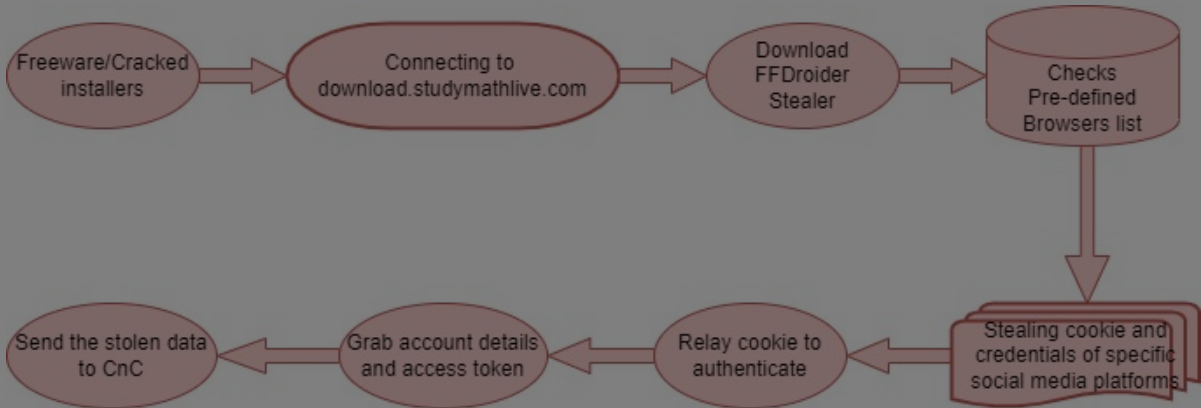 Freeware/Cracked
installers
Connecting to
download.studymathlive.com
Download
FFDroider
Stealer
Checks
Pre-defined
Browsers list
Stealing cookie and
credentials of specific
social media platforms
Relay cookie to
authenticate
Grab account details
and access token
Send the stolen data
to CnC